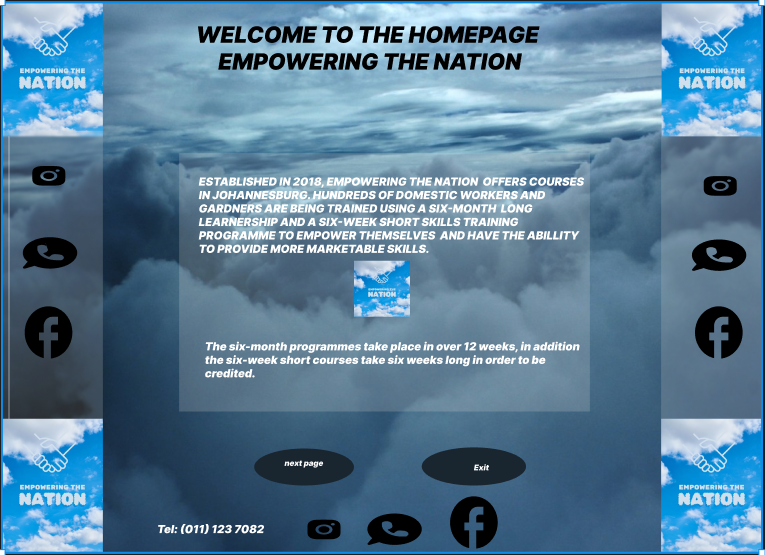 WELCOME TO THE HOMEPAGE
EMPOWERING THE NATION
EMPOWERING THE
NATION
EMPOWERING THE
NATION
ESTABLISHED IN 2018, EMPOWERING THE NATION OFFERS COURSES
IN JOHANNESBURG. HUNDREDS OF DOMESTIC WORKERS AND
GARDNERS ARE BEING TRAINED USING A SIX-MONTH LONG
LEARNERSHIP AND A SIX-WEEK SHORT SKILLS TRAINING
PROGRAMME TO EMPOWER THEMSELVES AND HAVE THE ABILLITY
TO PROVIDE MORE MARKETABLE SKILLS.
EMPOWERING THE
NATION
The six-month programmes take place in over 12 weeks, in addition
the six-week short courses take six weeks long in order to be
credited.
next page
Exit
EMPOWERING THE
NATION
EMPOWERING THE
NATION
Tel: (011) 123 7082